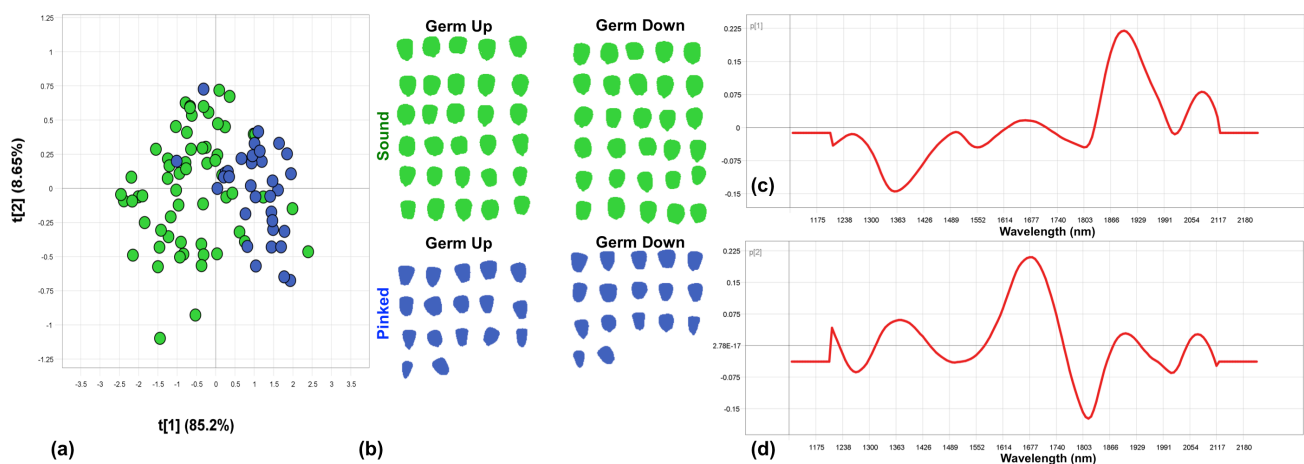 1.25
1
0.75
0.5
0.25
0
-0.25
-0.5
-0.75
-1
-1.25
t[2] (8.65%)
-3.5 -2.5 -2.5 -1.5 -1.5 -0.5 0 0.5 1.0 1.5 2.0 2.5 3.5 3.5
t[1] (85.2%)
(a)
Germ Up Germ Down
Sound
Germ Up Germ Down
Pinked
(b)
p[1]
0.225
0.15
0.075
0
-0.075
-0.15
(c)
1175 1238 1300 1363 1426 1489 1552 1614 1677 1740 1803 1866 1929 1991 2054 2117 2180
Wavelength (nm)
p[2]
0.225
0.15
0.075
2.78E-17
-0.075
-0.15
(d)
1175 1238 1300 1363 1426 1489 1552 1614 1677 1740 1803 1866 1929 1991 2054 2117 2180
Wavelength (nm)